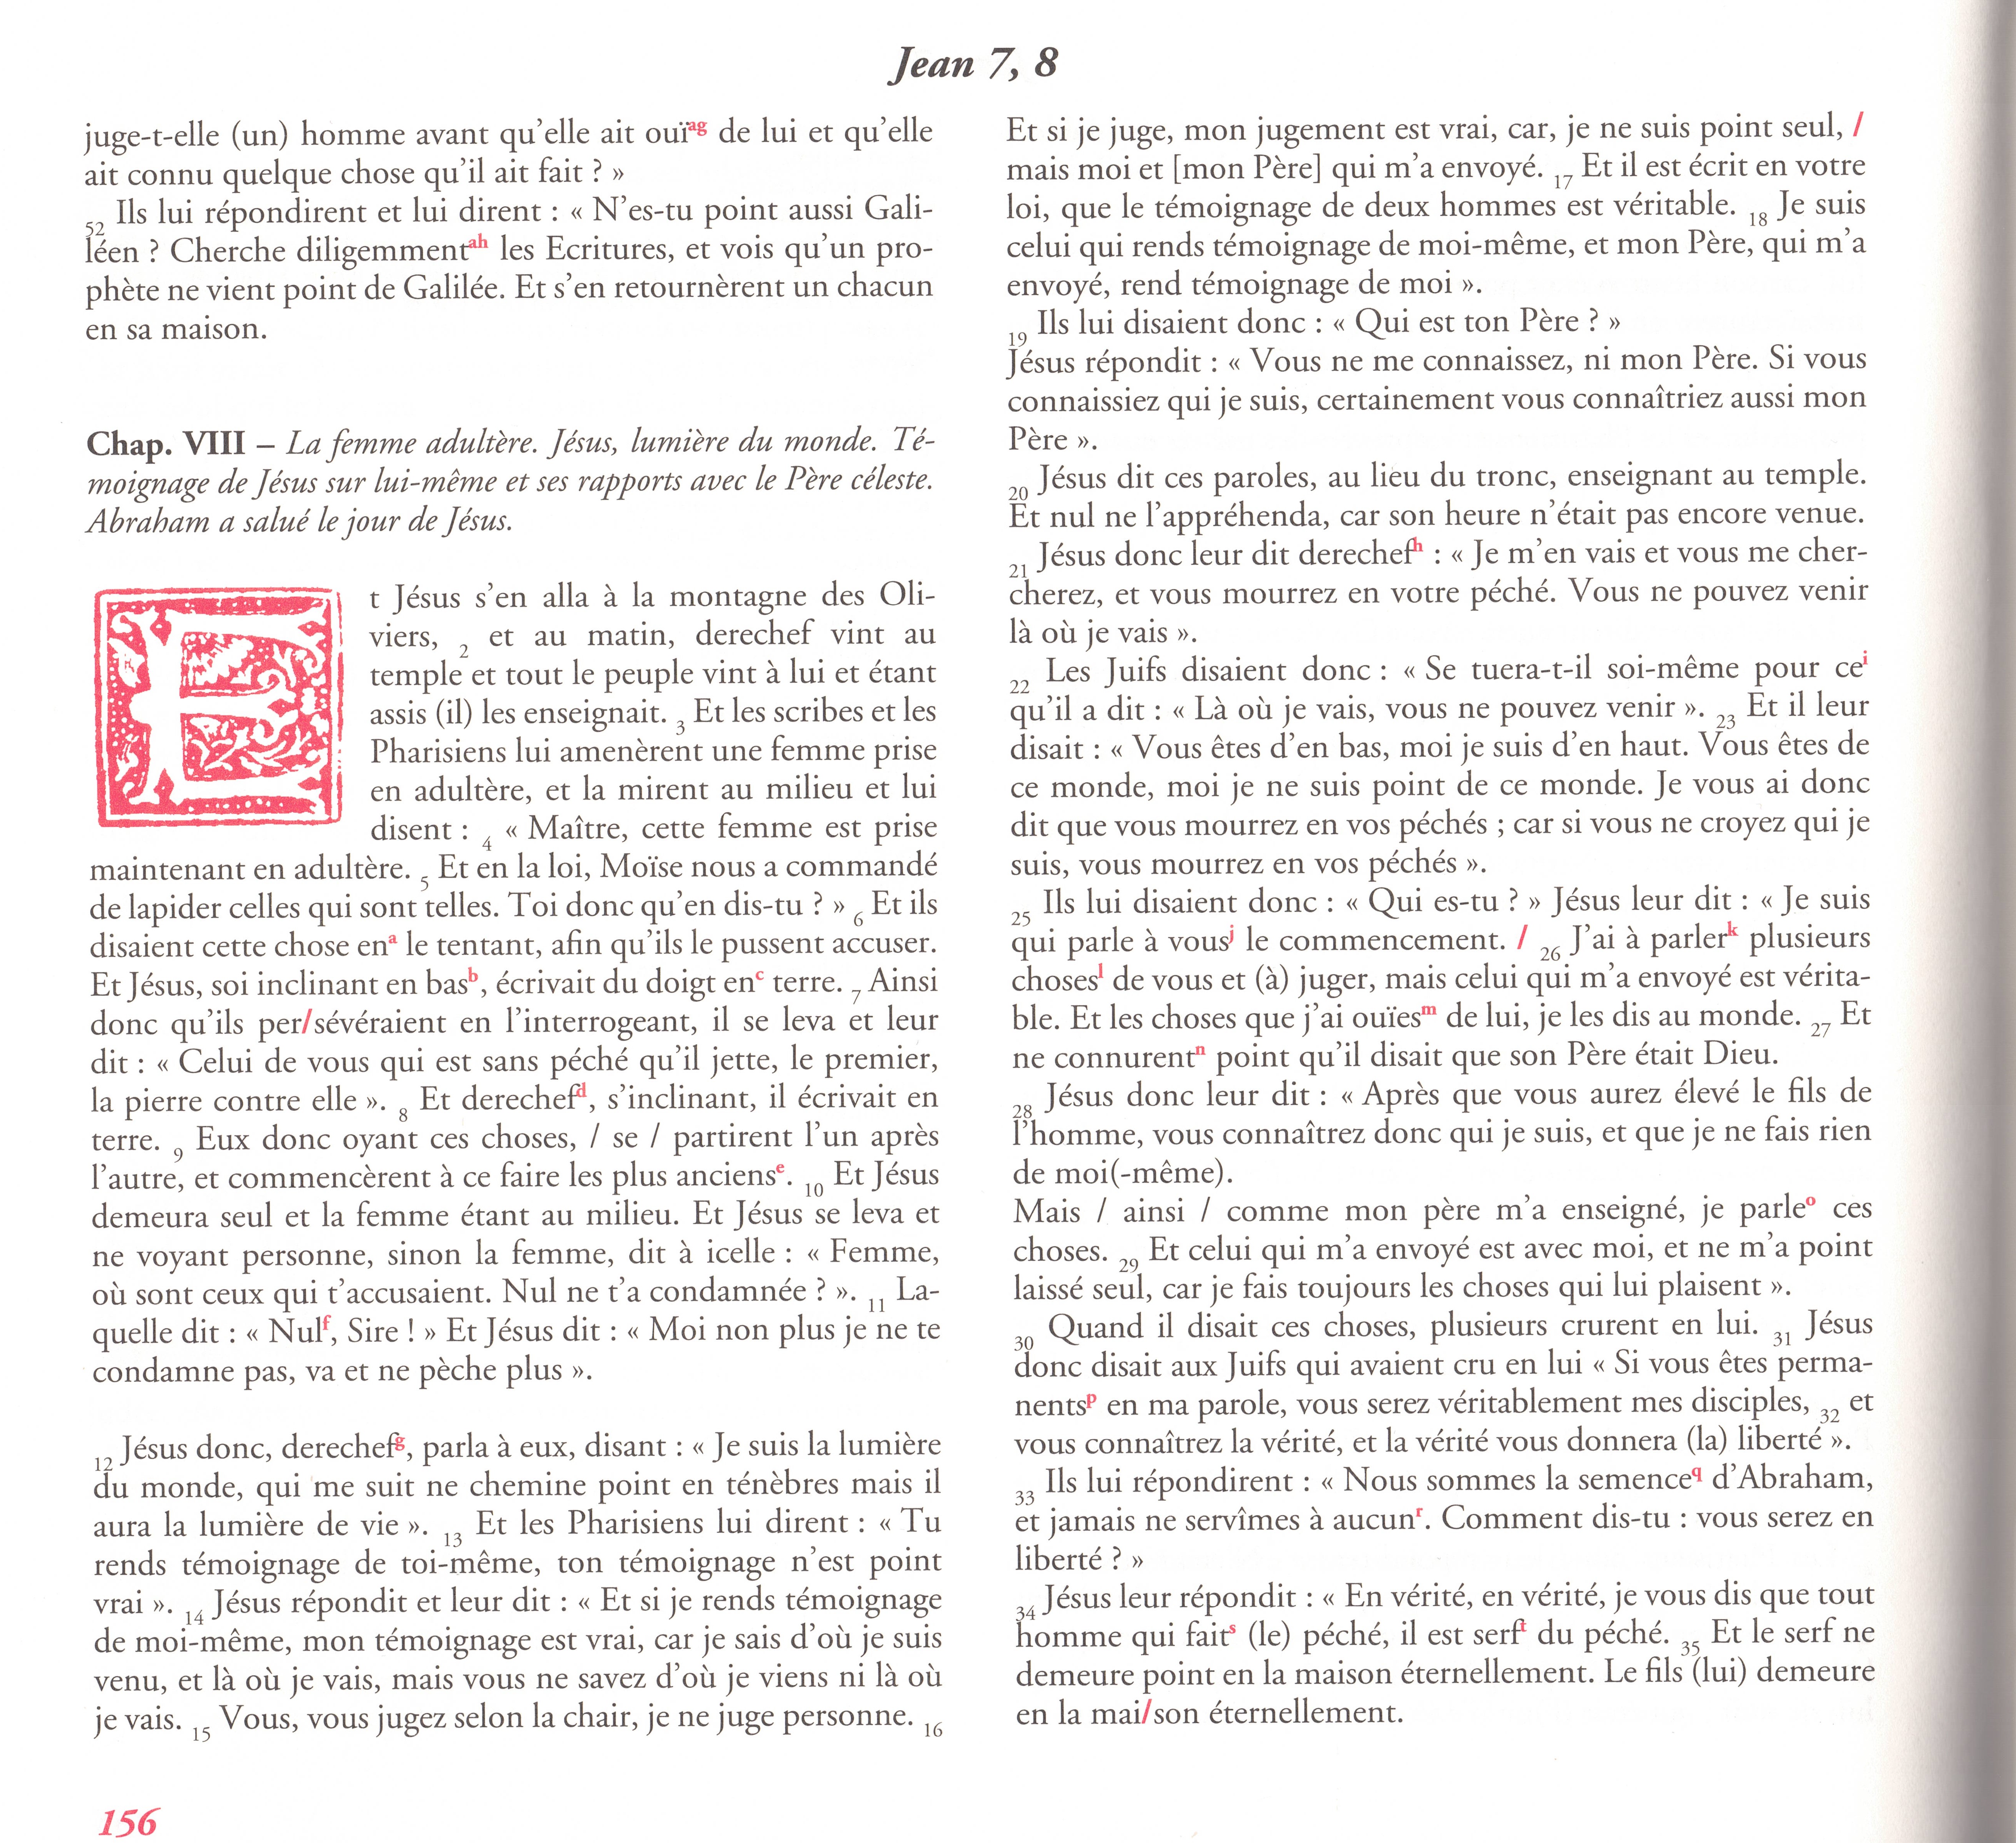 Jean 7, 8
juge-t-elle (un) homme avant qu’elle ait ouïag de lui et qu’elle
ait connu quelque chose qu’il ait fait ? »
52 Ils lui répondirent et lui dirent : « N’es-tu point aussi Gali-
léen ? Cherche diligemmentah les Ecritures, et vois qu’un pro-
phète ne vient point de Galilée. Et s’en retournèrent un chacun
en sa maison.
Chap. VIII – La femme adultère. Jésus, lumière du monde. Té-
moignage de Jésus sur lui-même et ses rapports avec le Père céleste.
Abraham a salué le jour de Jésus.
Et Jésus s’en alla à la montagne des Oli-
viers, 2 et au matin, derechef vint au
temple et tout le peuple vint à lui et étant
assis (il) les enseignait. 3 Et les scribes et les
Pharisiens lui amenèrent une femme prise
en adultère, et la mirent au milieu et lui
disent : 4 « Maître, cette femme est prise
maintenant en adultère. 5 Et en la loi, Moïse nous a commandé
de lapider celles qui sont telles. Toi donc qu’en dis-tu ? » 6 Et ils
disaient cette chose ena le tentant, afin qu’ils le pussent accuser.
Et Jésus, soi inclinant en basb, écrivait du doigt enc terre. 7 Ainsi
donc qu’ils per/sévéraient en l’interrogeant, il se leva et leur
dit : « Celui de vous qui est sans péché qu’il jette, le premier,
la pierre contre elle ». 8 Et derechefd, s’inclinant, il écrivait en
terre. 9 Eux donc oyant ces choses, / se / partirent l’un après
l’autre, et commencèrent à ce faire les plus anciense. 10 Et Jésus
demeura seul et la femme étant au milieu. Et Jésus se leva et
ne voyant personne, sinon la femme, dit à icelle : « Femme,
où sont ceux qui t’accusaient. Nul ne t’a condamnée ? ». 11 La-
quelle dit : « Nulf, Sire ! » Et Jésus dit : « Moi non plus je ne te
condamne pas, va et ne pèche plus ».
12 Jésus donc, derechefg, parla à eux, disant : « Je suis la lumière
du monde, qui me suit ne chemine point en ténèbres mais il
aura la lumière de vie ». 13 Et les Pharisiens lui dirent : « Tu
rends témoignage de toi-même, ton témoignage n’est point
vrai ». 14 Jésus répondit et leur dit : « Et si je rends témoignage
de moi-même, mon témoignage est vrai, car je sais d’où je suis
venu, et là où je vais, mais vous ne savez d’où je viens ni là où
je vais. 15 Vous, vous jugez selon la chair, je ne juge personne. 16
Et si je juge, mon jugement est vrai, car, je ne suis point seul, /
mais moi et [mon Père] qui m’a envoyé. 17 Et il est écrit en votre
loi, que le témoignage de deux hommes est véritable. 18 Je suis
celui qui rends témoignage de moi-même, et mon Père, qui m’a
envoyé, rend témoignage de moi ».
19 Ils lui disaient donc : « Qui est ton Père ? »
Jésus répondit : « Vous ne me connaissez, ni mon Père. Si vous
connaissiez qui je suis, certainement vous connaîtriez aussi mon
Père ».
20 Jésus dit ces paroles, au lieu du tronc, enseignant au temple.
Et nul ne l’appréhenda, car son heure n’était pas encore venue.
21 Jésus donc leur dit derechefh : « Je m’en vais et vous me cher-
cherez, et vous mourrez en votre péché. Vous ne pouvez venir
là où je vais ».
22 Les Juifs disaient donc : « Se tuera-t-il soi-même pour cei
qu’il a dit : « Là où je vais, vous ne pouvez venir ». 23 Et il leur
disait : « Vous êtes d’en bas, moi je suis d’en haut. Vous êtes de
ce monde, moi je ne suis point de ce monde. Je vous ai donc
dit que vous mourrez en vos péchés ; car si vous ne croyez qui je
suis, vous mourrez en vos péchés ».
25 Ils lui disaient donc : « Qui es-tu ? » Jésus leur dit : « Je suis
qui parle à vousj le commencement. / 26 J’ai à parlerk plusieurs
chosesl de vous et (à) juger, mais celui qui m’a envoyé est vérita-
ble. Et les choses que j’ai ouïesm de lui, je les dis au monde. 27 Et
ne connurentn point qu’il disait que son Père était Dieu.
28 Jésus donc leur dit : « Après que vous aurez élevé le fils de
l’homme, vous connaîtrez donc qui je suis, et que je ne fais rien
de moi(-même).
Mais / ainsi / comme mon père m’a enseigné, je parleo ces
choses. 29 Et celui qui m’a envoyé est avec moi, et ne m’a point
laissé seul, car je fais toujours les choses qui lui plaisent ».
30 Quand il disait ces choses, plusieurs crurent en lui. 31 Jésus
donc disait aux Juifs qui avaient cru en lui « Si vous êtes perma-
nentsp en ma parole, vous serez véritablement mes disciples, 32 et
vous connaîtrez la vérité, et la vérité vous donnera (la) liberté ».
33 Ils lui répondirent : « Nous sommes la semenceq d’Abraham,
et jamais ne servîmes à aucunr. Comment dis-tu : vous serez en
liberté ? »
34 Jésus leur répondit : « En vérité, en vérité, je vous dis que tout
homme qui faits (le) péché, il est serft du péché. 35 Et le serf ne
demeure point en la maison éternellement. Le fils (lui) demeure
en la mai/son éternellement.
156